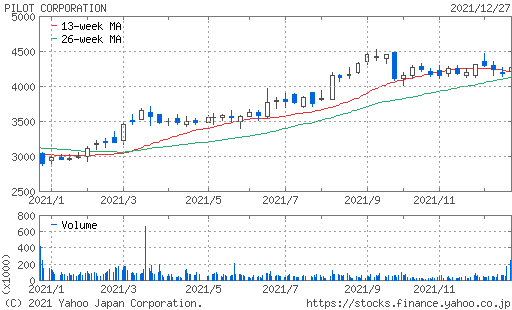 PILOT CORPORATION 2021/12/27
5000
13-week MA
26-week MA
4500
4000
3500
3000
2500
2021/1 2021/3 2021/5 2021/7 2021/9 2021/11
800
Volume
600
400
200
0
(x1000)
2021/1 2021/3 2021/5 2021/7 2021/9 2021/11
(C) 2021 Yahoo Japan Corporation. https://stocks.finance.yahoo.co.jp